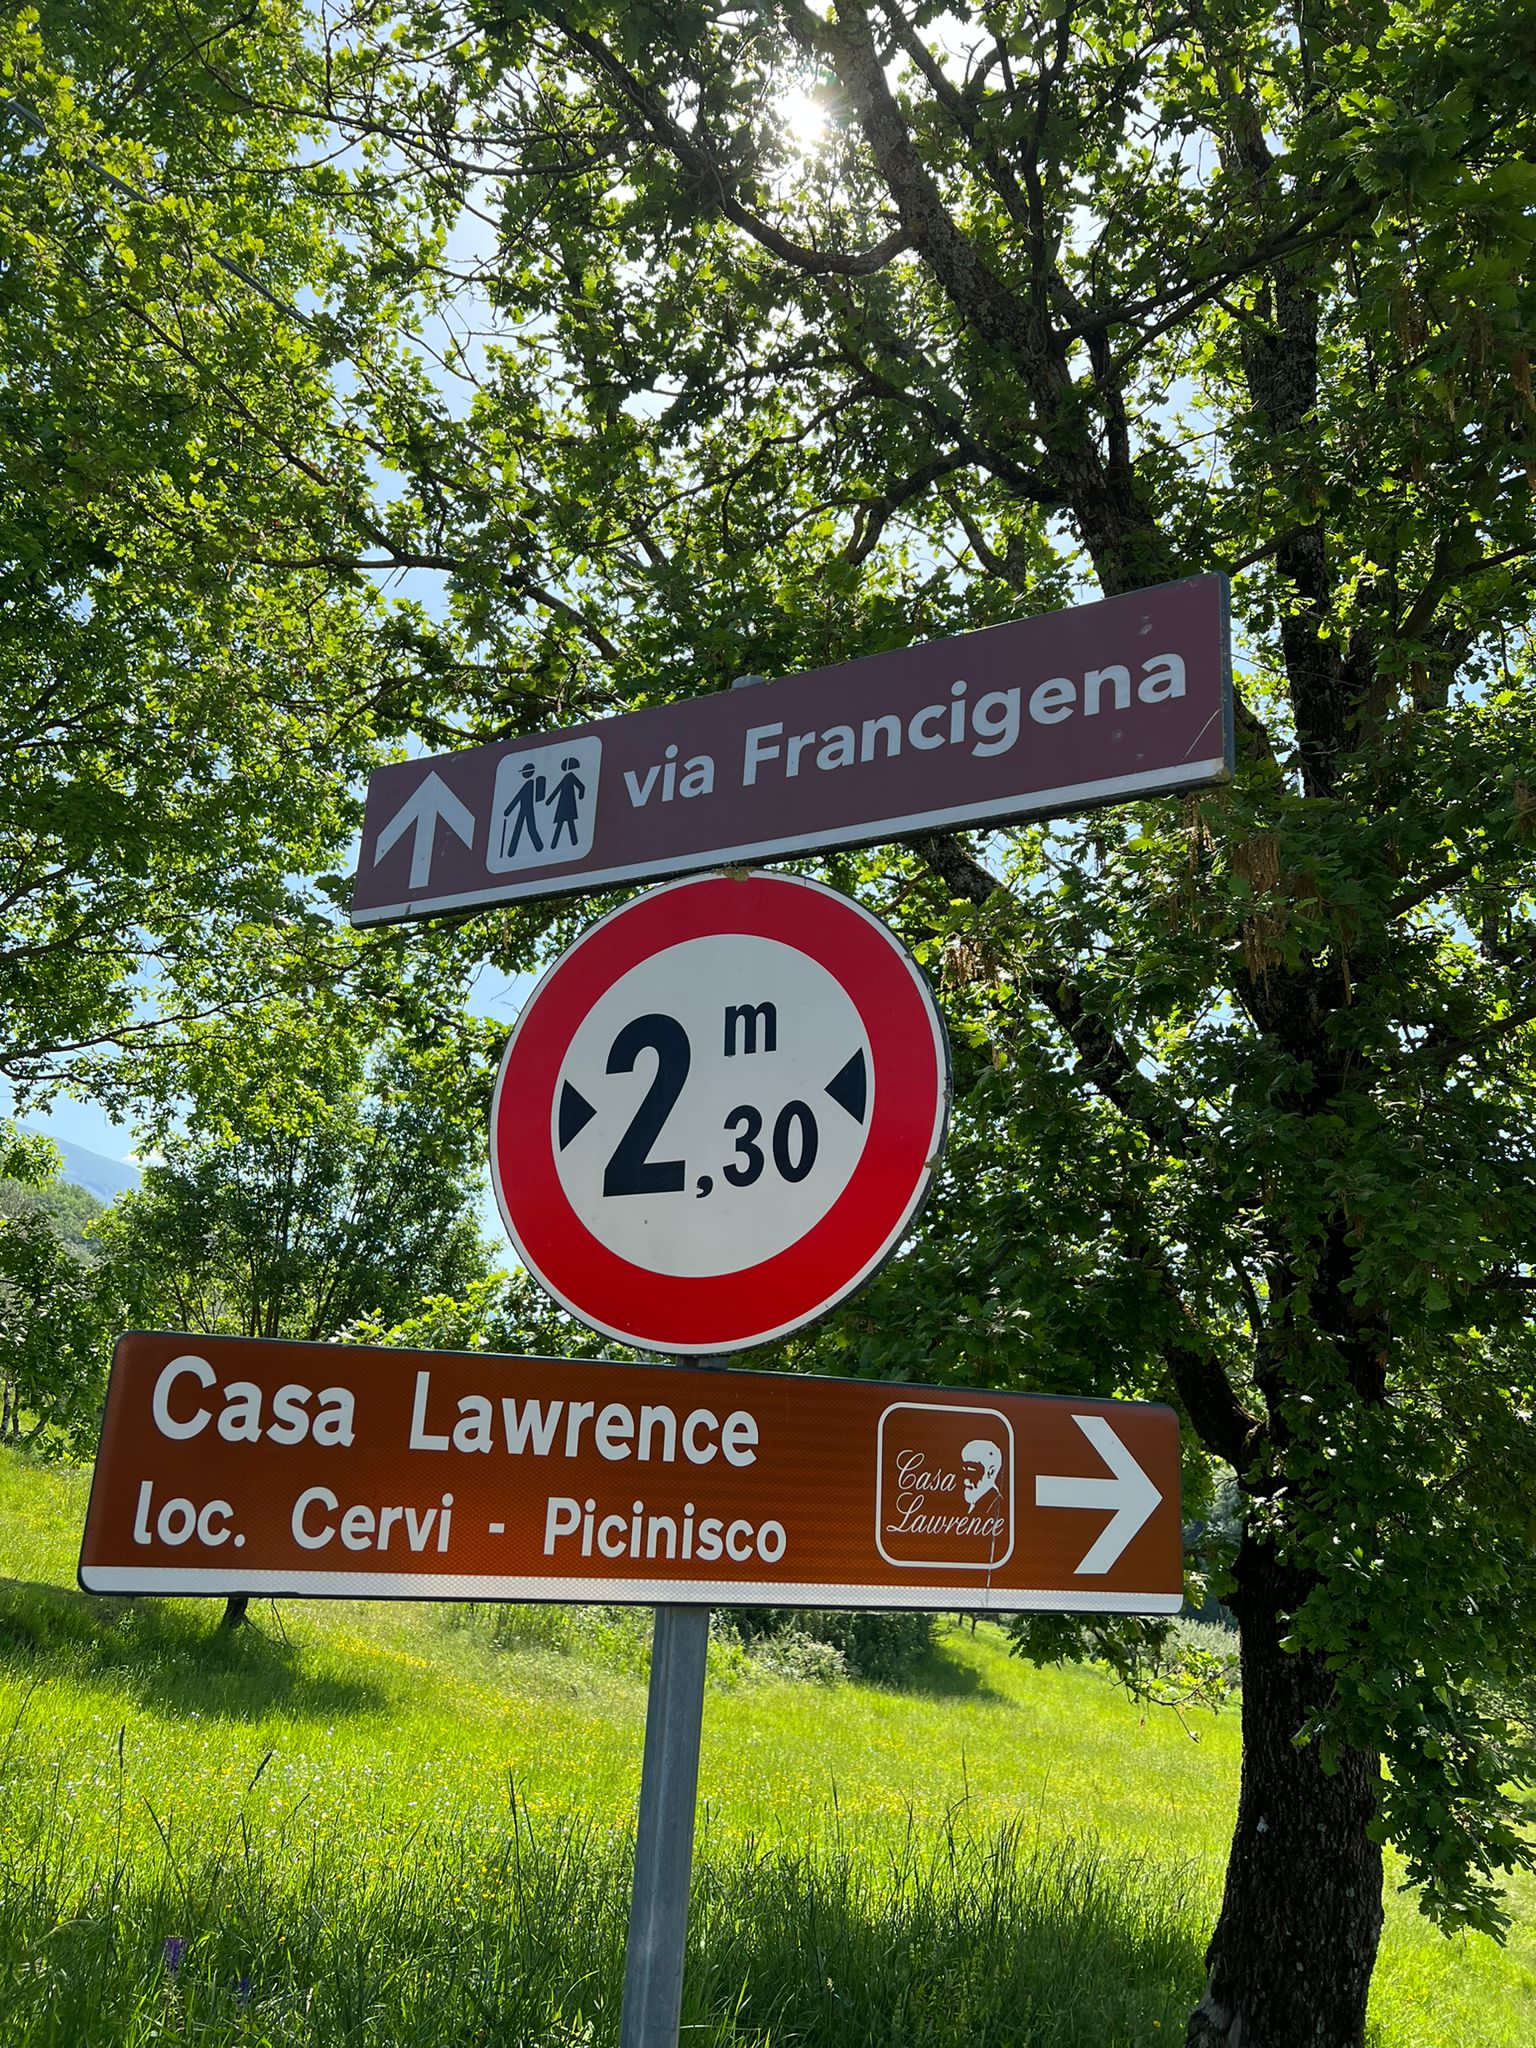 via Francigena
2 m
,30
Casa Lawrence
loc. Cervi - Picinisco
Casa
Lawrence